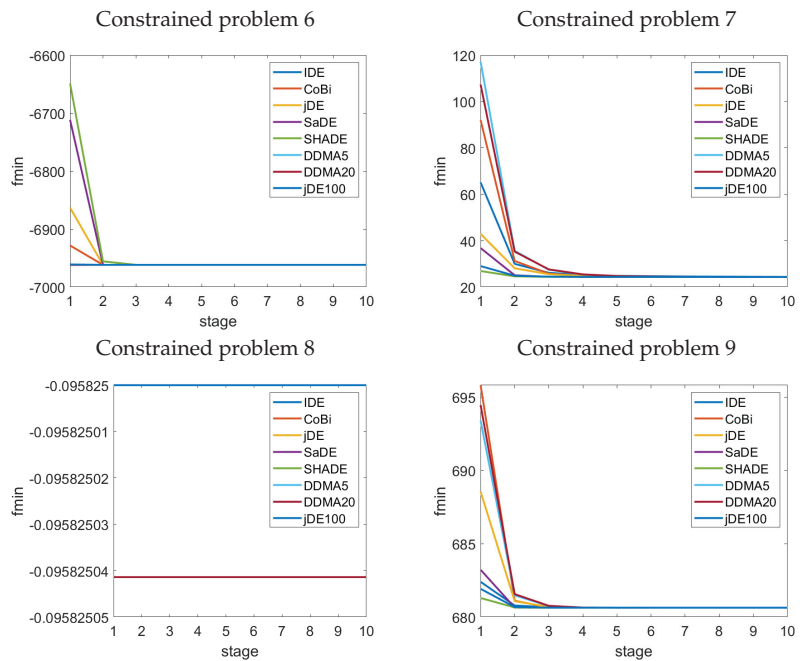 Constrained problem 6
-6600
-6700
-6800
-6900
-7000
fmin
1 2 3 4 5 6 7 8 9 10
stage
IDE
CoBi
jDE
SaDE
SHADE
DDMA5
DDMA20
jDE100
Constrained problem 7
120
100
80
60
40
20
fmin
1 2 3 4 5 6 7 8 9 10
stage
IDE
CoBi
jDE
SaDE
SHADE
DDMA5
DDMA20
jDE100
Constrained problem 8
-0.095825
-0.09582501
-0.09582502
-0.09582503
-0.09582504
-0.09582505
fmin
1 2 3 4 5 6 7 8 9 10
stage
IDE
CoBi
jDE
SaDE
SHADE
DDMA5
DDMA20
jDE100
Constrained problem 9
695
690
685
680
fmin
1 2 3 4 5 6 7 8 9 10
stage
IDE
CoBi
jDE
SaDE
SHADE
DDMA5
DDMA20
jDE100